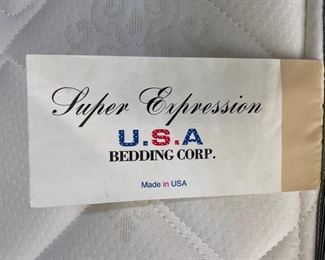 Super Expression
U.S.A
BEDDING CORP.
Made in USA